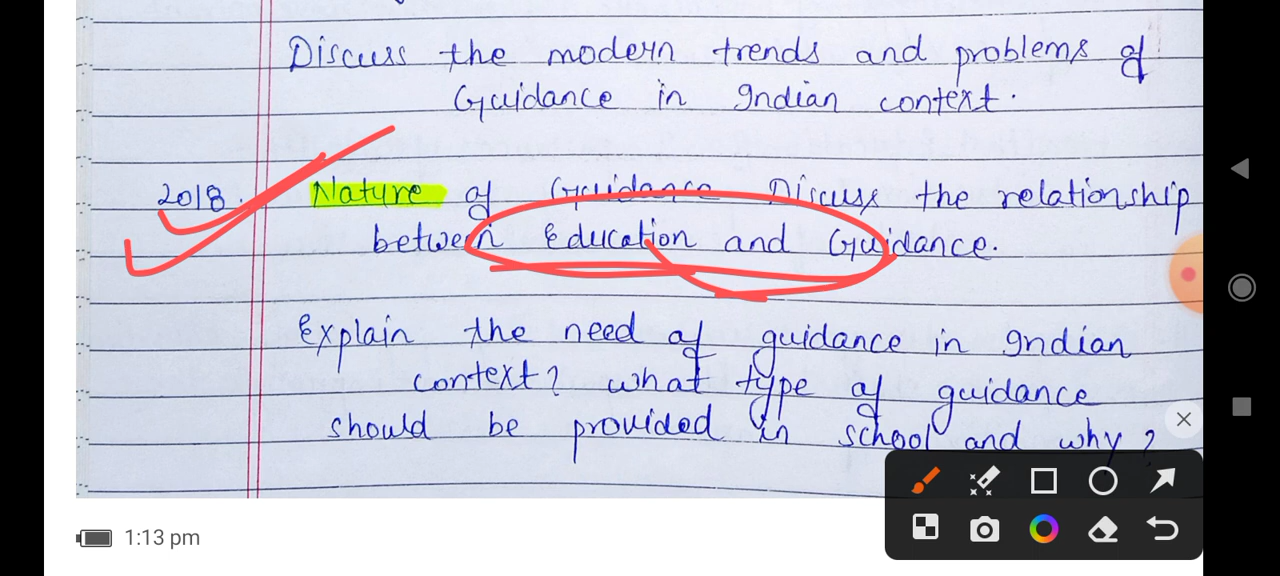 Discuss the modern trends and problems of
Guidance in Indian context.
2018. Nature of Guidance Discuss the relationship
between Education and Guidance.
Explain the need of guidance in Indian
context? what type of guidance
should be provided in school and why?
1:13 pm